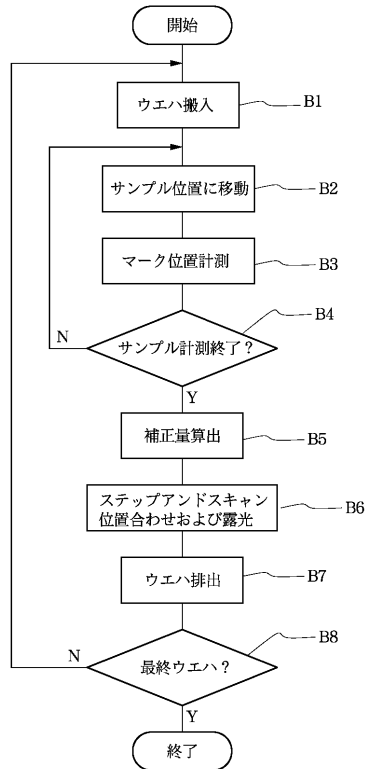 開始
ウエハ搬入
B1
サンプル位置に移動
B2
マーク位置計測
B3
サンプル計測終了？
B4
N
Y
補正量算出
B5
ステップアンドスキャン
位置合わせおよび露光
B6
ウエハ排出
B7
最終ウエハ？
B8
N
Y
終了